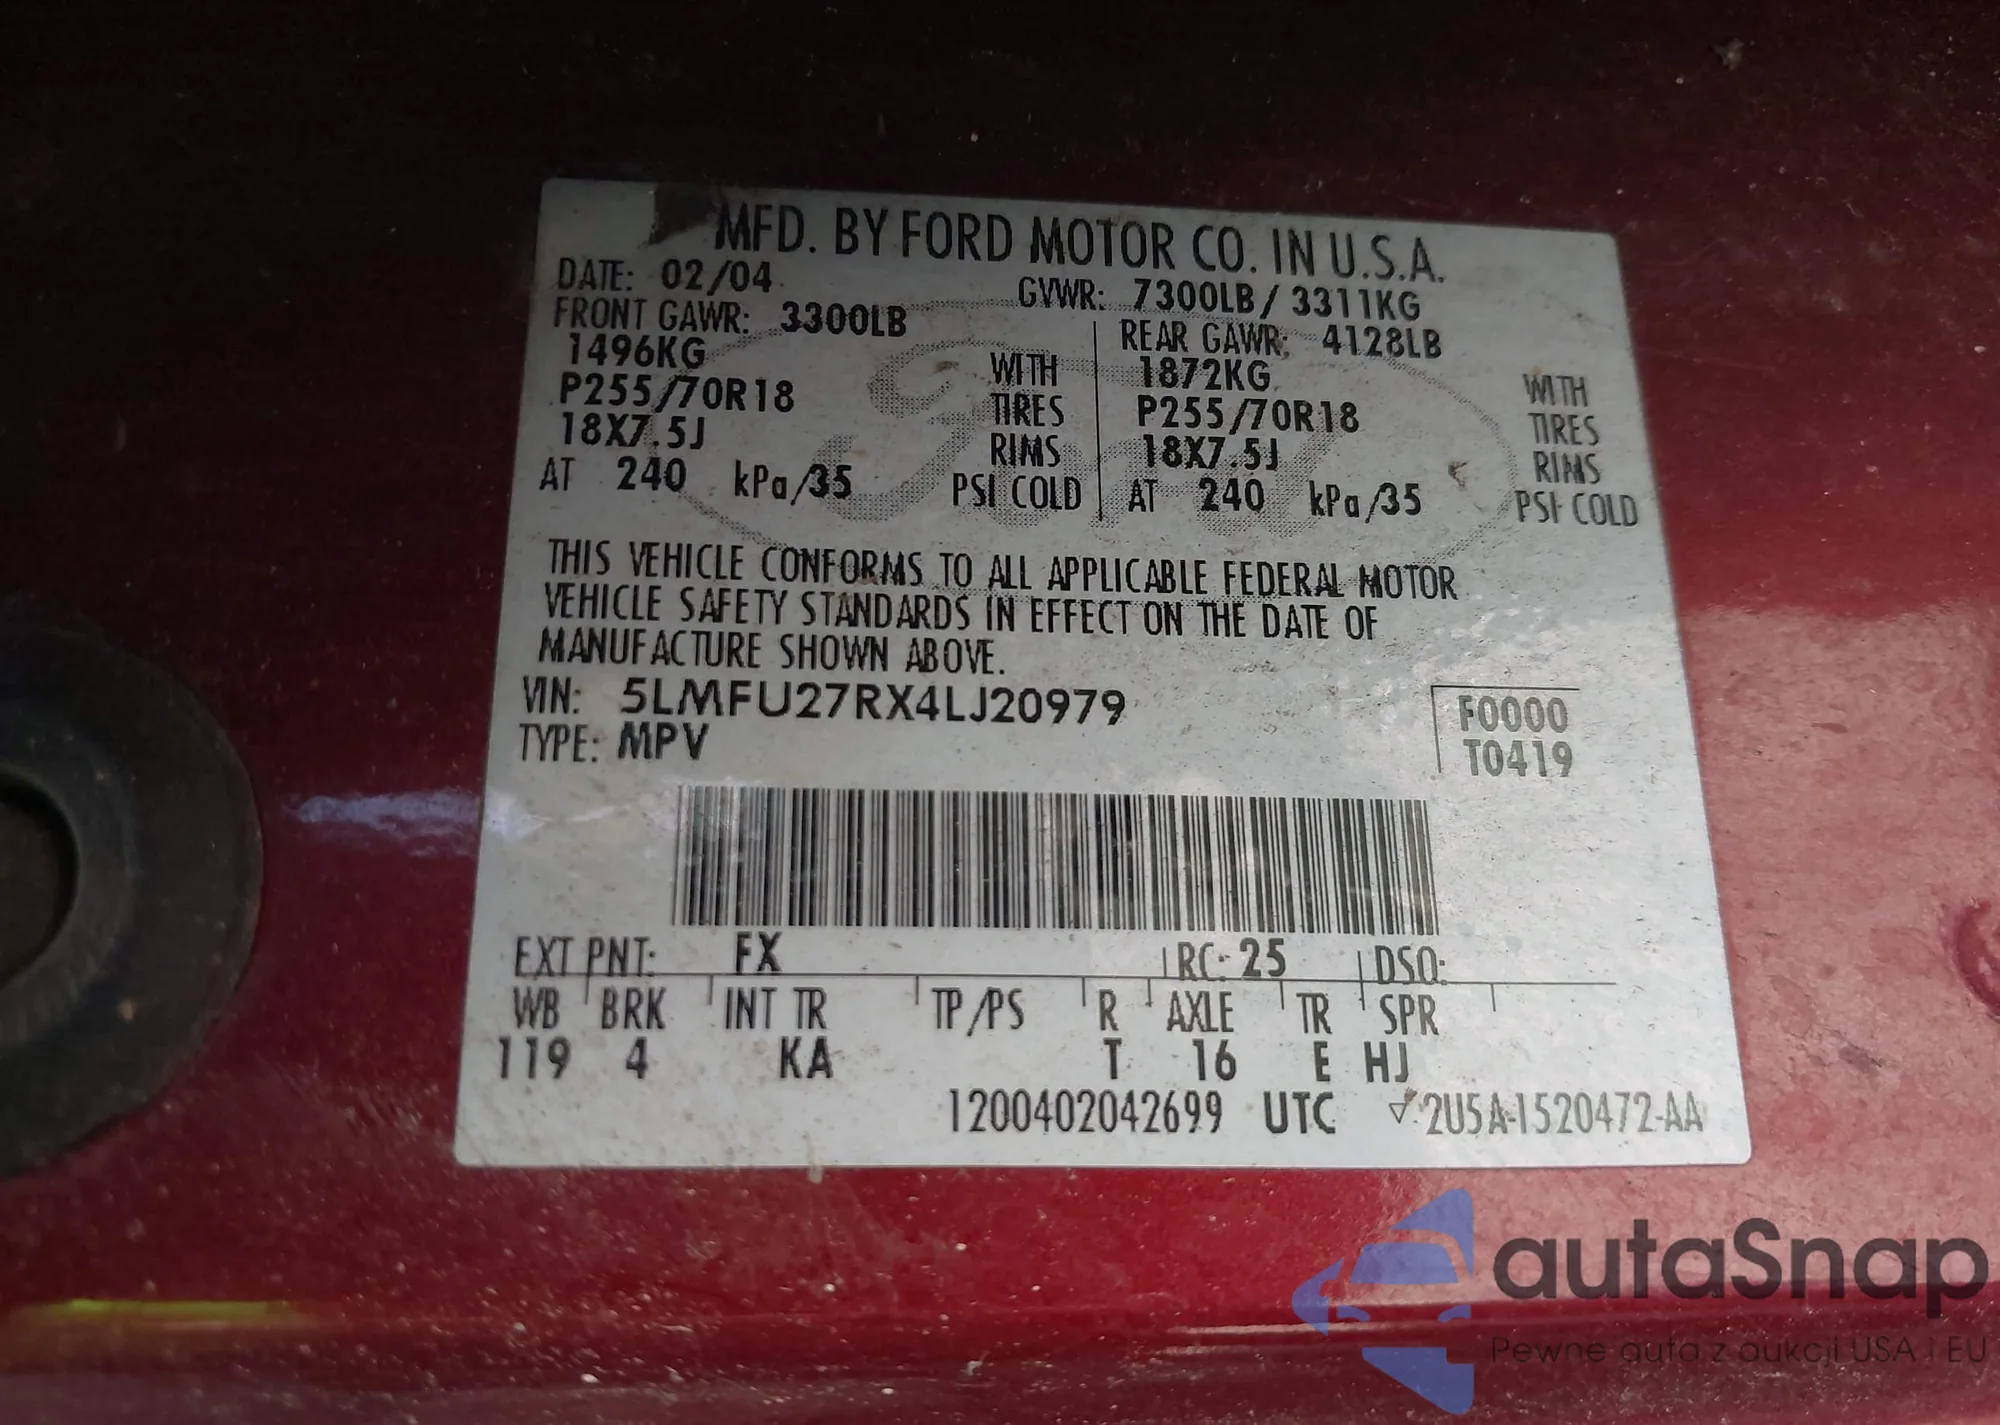 MFD. BY FORD MOTOR CO. IN U.S.A.
DATE: 02/04 GVWR: 7300LB / 3311KG
FRONT GAWR: 3300LB REAR GAWR: 4128LB
1496KG WITH 1872KG WITH
P255/70R18 TIRES P255/70R18 TIRES
18X7.5J RIMS 18X7.5J RIMS
AT 240 kPa/35 PSI COLD AT 240 kPa/35 PSI COLD
Ford
THIS VEHICLE CONFORMS TO ALL APPLICABLE FEDERAL MOTOR
VEHICLE SAFETY STANDARDS IN EFFECT ON THE DATE OF
MANUFACTURE SHOWN ABOVE.
VIN: 5LMFU27RX4LJ20979 F0000
TYPE: MPV T0419
EXT PNT: FX RC: 25 DSO:
WB BRK INT TR TP/PS R AXLE TR SPR
119 4 KA T 16 E HJ
1200402042699 UTC 2U5A-1520472-AA
autaSnap
Pewne auta z aukcji USA i EU